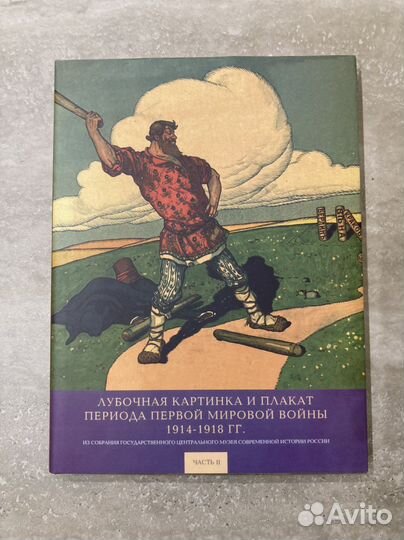 ЛУБОЧНАЯ КАРТИНКА И ПЛАКАТ
ПЕРИОДА ПЕРВОЙ МИРОВОЙ ВОЙНЫ
1914-1918 ГГ.
ИЗ СОБРАНИЯ ГОСУДАРСТВЕННОГО ЦЕНТРАЛЬНОГО МУЗЕЯ СОВРЕМЕННОЙ ИСТОРИИ РОССИИ
ЧАСТЬ II
Avito